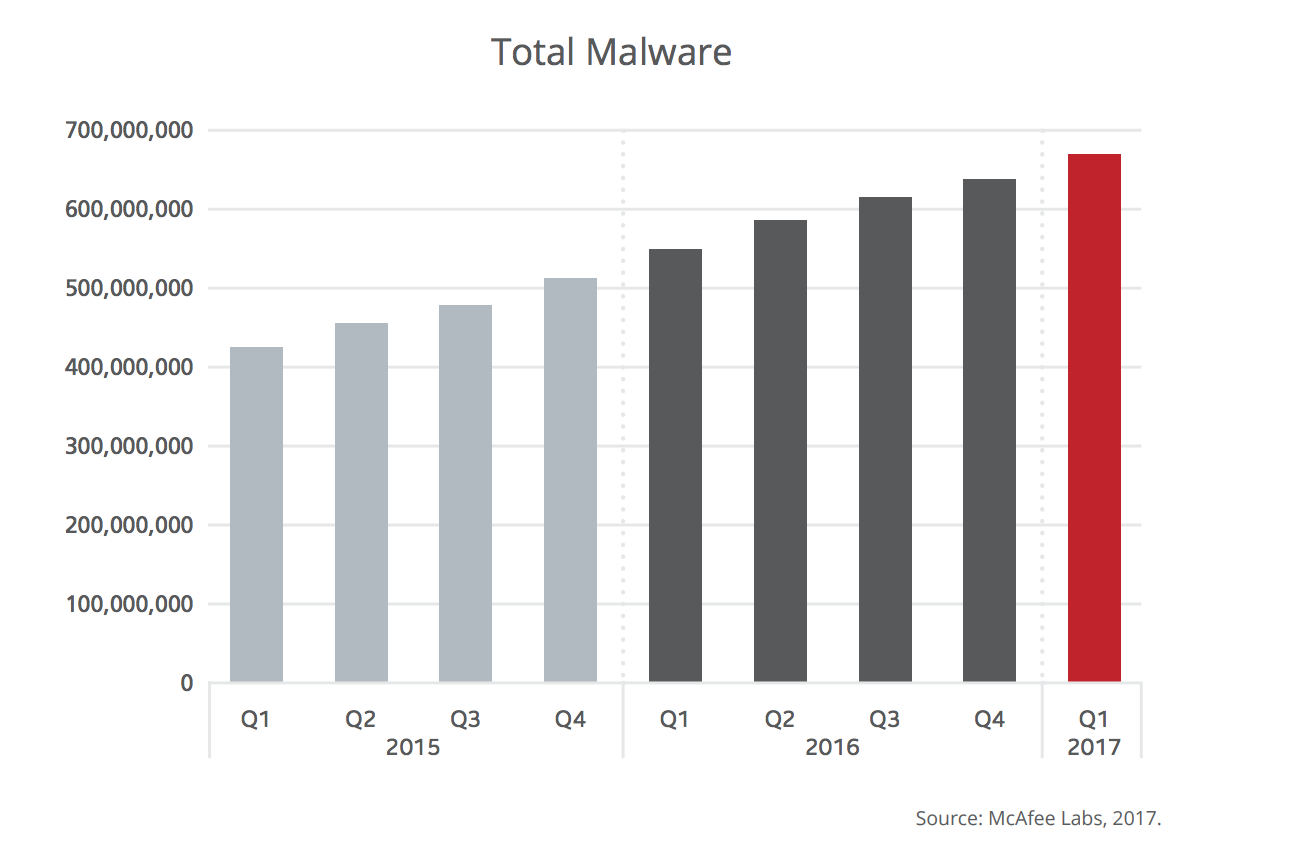 Total Malware
700,000,000
600,000,000
500,000,000
400,000,000
300,000,000
200,000,000
100,000,000
0
Q1 Q2 Q3 Q4 Q1 Q2 Q3 Q4 Q1
2015 2016 2017
Source: McAfee Labs, 2017.